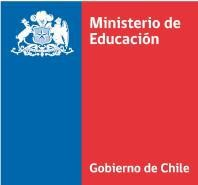 Ministerio de
Educación
Gobierno de Chile